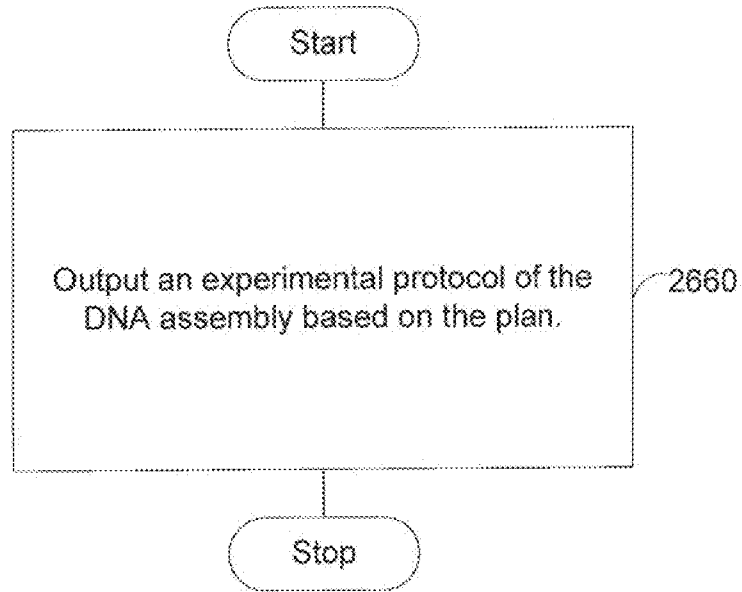 Start
Output an experimental protocol of the
DNA assembly based on the plan.
2660
Stop